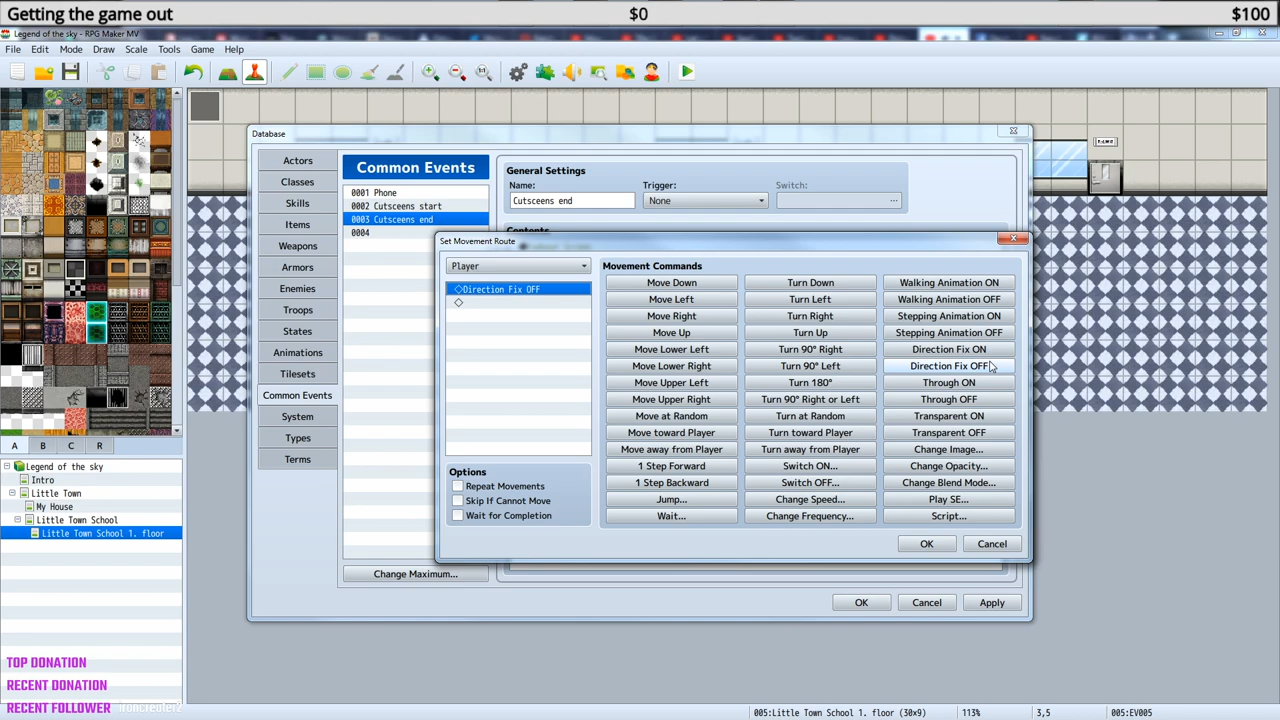 Getting the game out $0 $100
Legend of the sky - RPG Maker MV
File Edit Mode Draw Scale Tools Game Help
Database
Actors
Classes
Skills
Items
Weapons
Armors
Enemies
Troops
States
Animations
Tilesets
Common Events
System
Types
Terms
Common Events
0001 Phone
0002 Cutsceens start
0003 Cutsceens end
0004
Change Maximum...
General Settings
Name: Trigger: Switch:
Cutsceens end None ...
Contents
Set Movement Route
Player
◇Direction Fix OFF
◇
Options
Repeat Movements
Skip If Cannot Move
Wait for Completion
Movement Commands
Move Down Turn Down Walking Animation ON
Move Left Turn Left Walking Animation OFF
Move Right Turn Right Stepping Animation ON
Move Up Turn Up Stepping Animation OFF
Move Lower Left Turn 90° Right Direction Fix ON
Move Lower Right Turn 90° Left Direction Fix OFF
Move Upper Left Turn 180° Through ON
Move Upper Right Turn 90° Right or Left Through OFF
Move at Random Turn at Random Transparent ON
Move toward Player Turn toward Player Transparent OFF
Move away from Player Turn away from Player Change Image...
1 Step Forward Switch ON... Change Opacity...
1 Step Backward Switch OFF... Change Blend Mode...
Jump... Change Speed... Play SE...
Wait... Change Frequency... Script...
OK Cancel
OK Cancel Apply
A B C R
Legend of the sky
Intro
Little Town
My House
Little Town School
Little Town School 1. floor
TOP DONATION
RECENT DONATION
RECENT FOLLOWER
005:Little Town School 1. floor (30x9) 113% 3,5 005:EV005